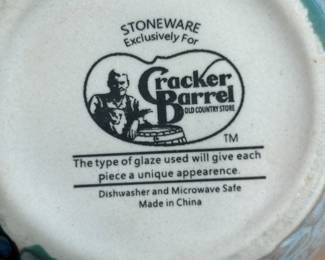 STONEWARE
Exclusively For
Cracker
Barrel
OLD COUNTRY STORE
TM
The type of glaze used will give each
piece a unique appearence.
Dishwasher and Microwave Safe
Made in China